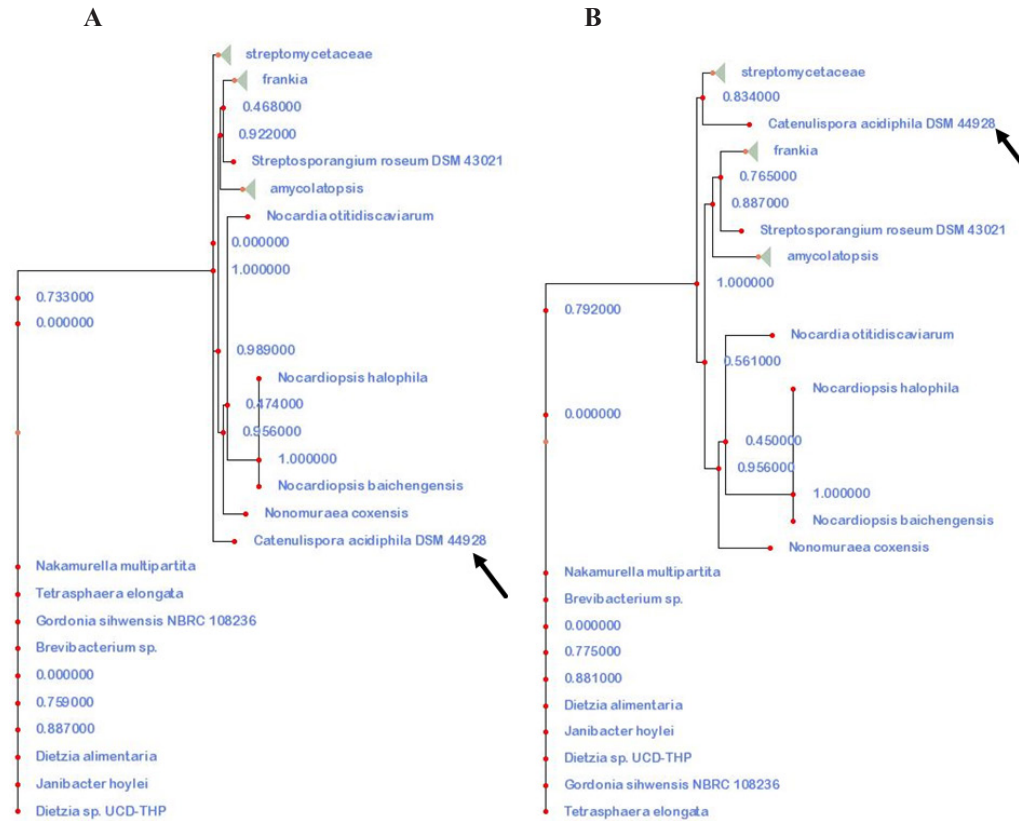 A
streptomycetaceae
frankia
0.468000
0.922000
Streptosporangium roseum DSM 43021
amycolatopsis
Nocardia otitidiscaviarum
0.000000
1.000000
0.733000
0.000000
0.989000
Nocardiopsis halophila
0.474000
0.956000
1.000000
Nocardiopsis baichengensis
Nonomuraea coxensis
Catenulispora acidiphila DSM 44928
Nakamurella multipartita
Tetrasphaera elongata
Gordonia sihwensis NBRC 108236
Brevibacterium sp.
0.000000
0.759000
0.887000
Dietzia alimentaria
Janibacter hoylei
Dietzia sp. UCD-THP
B
streptomycetaceae
0.834000
Catenulispora acidiphila DSM 44928
frankia
0.765000
0.887000
Streptosporangium roseum DSM 43021
amycolatopsis
1.000000
0.792000
Nocardia otitidiscaviarum
0.561000
Nocardiopsis halophila
0.000000
0.450000
0.956000
1.000000
Nocardiopsis baichengensis
Nonomuraea coxensis
Nakamurella multipartita
Brevibacterium sp.
0.000000
0.775000
0.881000
Dietzia alimentaria
Janibacter hoylei
Dietzia sp. UCD-THP
Gordonia sihwensis NBRC 108236
Tetrasphaera elongata